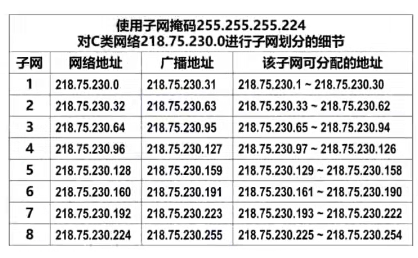 使用子网掩码255.255.255.224
对C类网络218.75.230.0进行子网划分的细节
子网 网络地址 广播地址 该子网可分配的地址
1 218.75.230.0 218.75.230.31 218.75.230.1 ~ 218.75.230.30
2 218.75.230.32 218.75.230.63 218.75.230.33 ~ 218.75.230.62
3 218.75.230.64 218.75.230.95 218.75.230.65 ~ 218.75.230.94
4 218.75.230.96 218.75.230.127 218.75.230.97 ~ 218.75.230.126
5 218.75.230.128 218.75.230.159 218.75.230.129 ~ 218.75.230.158
6 218.75.230.160 218.75.230.191 218.75.230.161 ~ 218.75.230.190
7 218.75.230.192 218.75.230.223 218.75.230.193 ~ 218.75.230.222
8 218.75.230.224 218.75.230.255 218.75.230.225 ~ 218.75.230.254